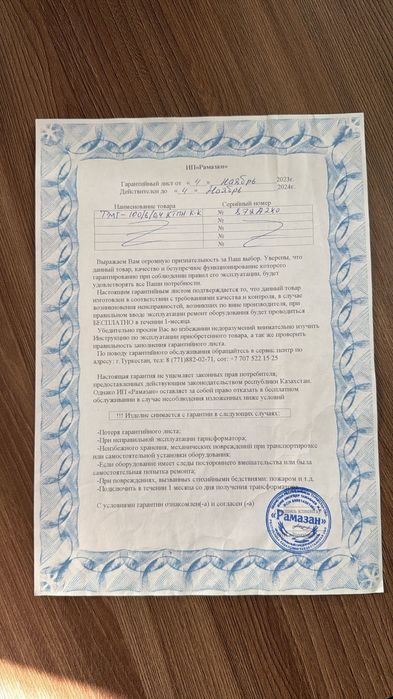 ИП«Рамазан»
Гарантийный лист от « 4 » Ноябрь 2023г.
Действителен до « 4 » Ноябрь 2024г.
Наименование товара Серийный номер
№
№
№
№
№
Выражаем Вам огромную признательность за Ваш выбор. Уверены, что
данный товар, качество и безупречное функционирование которого
гарантированно при соблюдении правил его эксплуатации, будет
удовлетворять все Ваши потребности.
Настоящим гарантийным листом подтверждается то, что данный товар
изготовлен в соответствии с требованиями качества и контроля, в случае
возникновения неисправностей, возникших по вине производителя, при
правильном вводе эксплуатации ремонт оборудования будет проводиться
БЕСПЛАТНО в течении 1-месяца.
Убедительно просим Вас во избежании недоразумений внимательно изучить
Инструкцию по эксплуатации приобретенного товара, а так же проверить
правильность заполнения гарантийного листа.
По поводу гарантийного обслуживания обращайтесь в сервис центр по
адресу: г.Туркестан, тел: 8 (771)882-02-71, сот: +7 707 522 15 25
Настоящая гарантия не ущемляет законных прав потребителя,
предоставленных действующим законодательством республики Казахстан.
Однако ИП «Рамазан» оставляет за собой право отказать в бесплатном
обслуживании в случае несоблюдения изложенных ниже условий
!!! Изделие снимается с гарантии в следующих случаях:
-Потеря гарантийного листа;
-При неправильной эксплуатации
-Неизбежного хранения, механических повреждений при транспортировке
или самостоятельной установки оборудования;
-Если оборудование имеет следы постороннего вмешательства или была
самостоятельная попытка ремонта;
-При повреждениях, вызванных стихийными бедствиями: пожаром и т.д.
-Подключить в течении 1 месяца со дня получения
С условиями гарантии ознакомлен(-а) и согласен (-а)
«Рамазан»